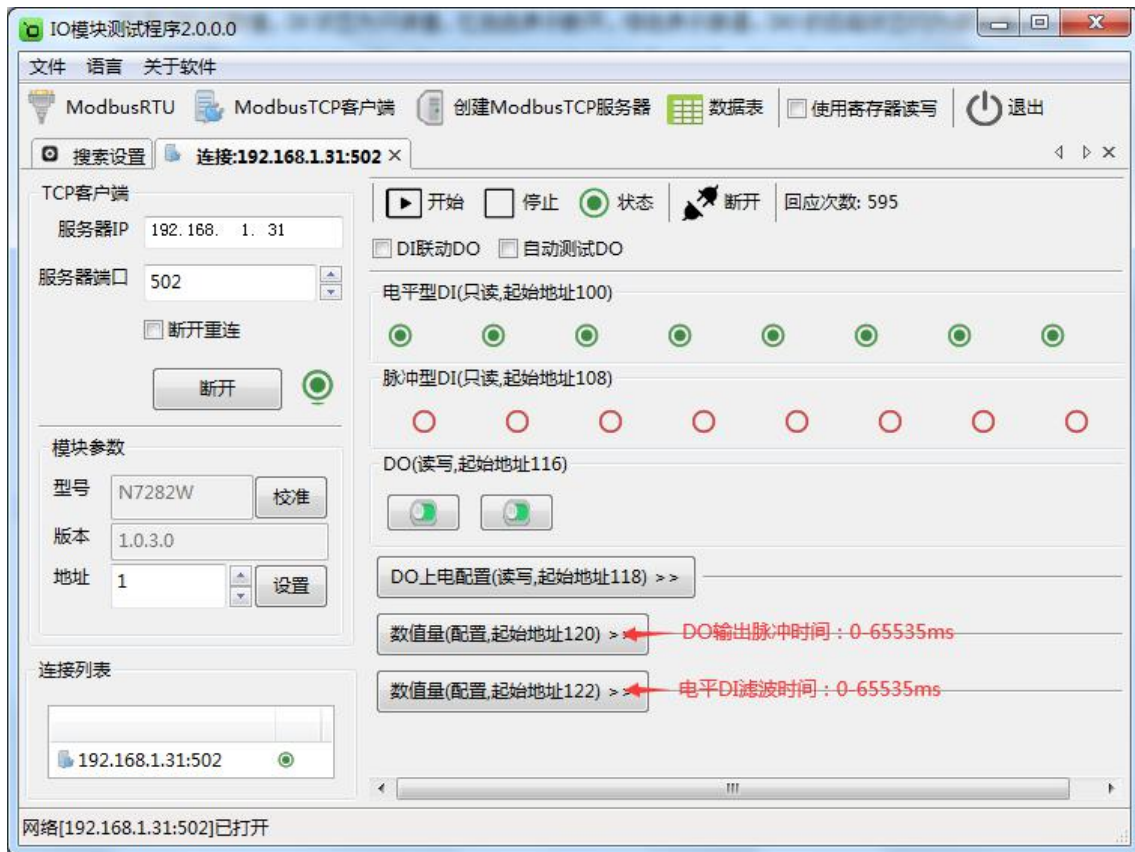 IO模块测试程序2.0.0.0
文件 语言 关于软件
ModbusRTU ModbusTCP客户端 创建ModbusTCP服务器 数据表 使用寄存器读写 退出
搜索设置 连接:192.168.1.31:502
TCP客户端
服务器IP 192.168. 1. 31
服务器端口 502
断开重连
断开
模块参数
型号 N7282W 校准
版本 1.0.3.0
地址 1 设置
连接列表
192.168.1.31:502
开始 停止 状态 断开 回应次数: 595
DI联动DO 自动测试DO
电平型DI(只读,起始地址100)
脉冲型DI(只读,起始地址108)
DO(读写,起始地址116)
DO上电配置(读写,起始地址118) >>
数值量(配置,起始地址120) >> DO输出脉冲时间：0-65535ms
数值量(配置,起始地址122) >> 电平DI滤波时间：0-65535ms
网络[192.168.1.31:502]已打开